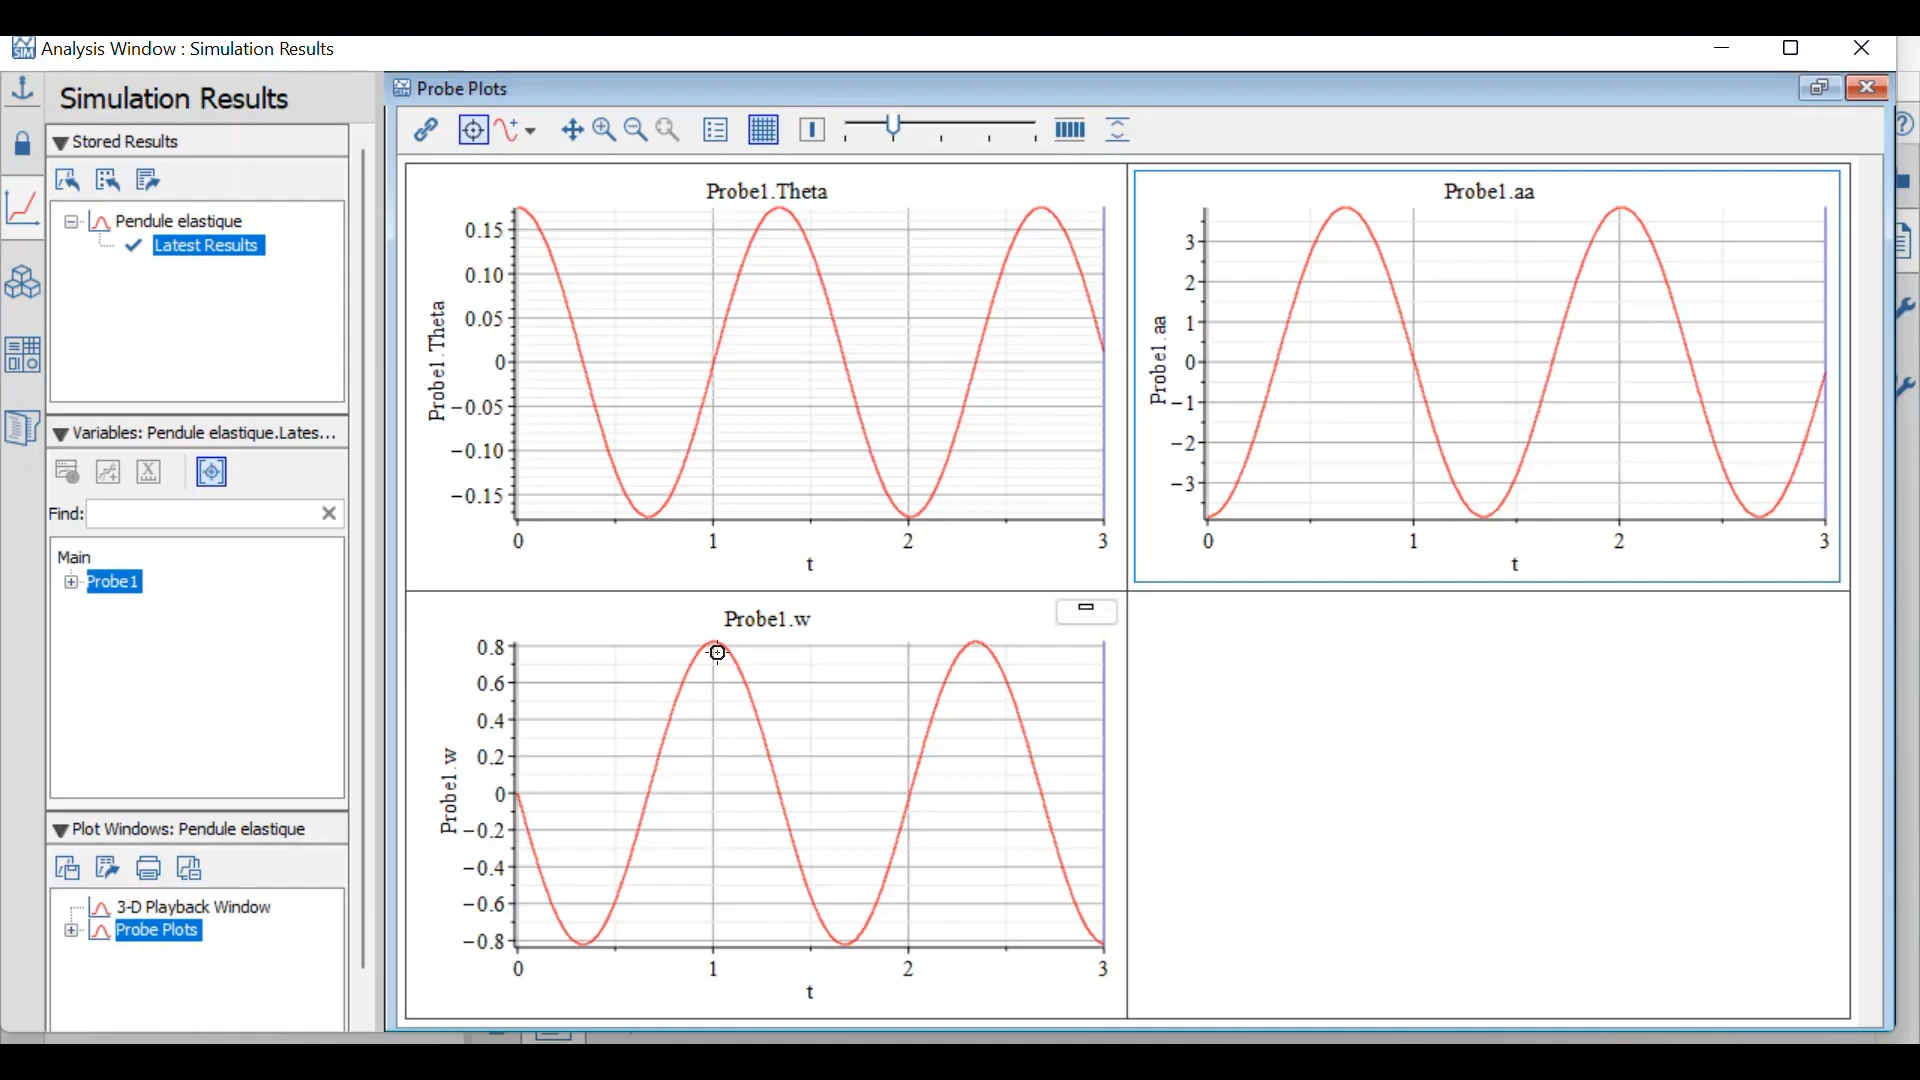 SIM Analysis Window : Simulation Results
Simulation Results
Stored Results
Pendule elastique
Latest Results
Variables: Pendule elastique.Lates...
Find:
Main
Probe1
Plot Windows: Pendule elastique
3-D Playback Window
Probe Plots
Probe Plots
Probe1.Theta
Probe1.Theta
0.15
0.10
0.05
0
−0.05
−0.10
−0.15
0 1 2 3
t
Probe1.aa
Probe1.aa
3
2
1
0
−1
−2
−3
0 1 2 3
t
Probe1.w
Probe1.w
0.8
0.6
0.4
0.2
0
−0.2
−0.4
−0.6
−0.8
0 1 2 3
t